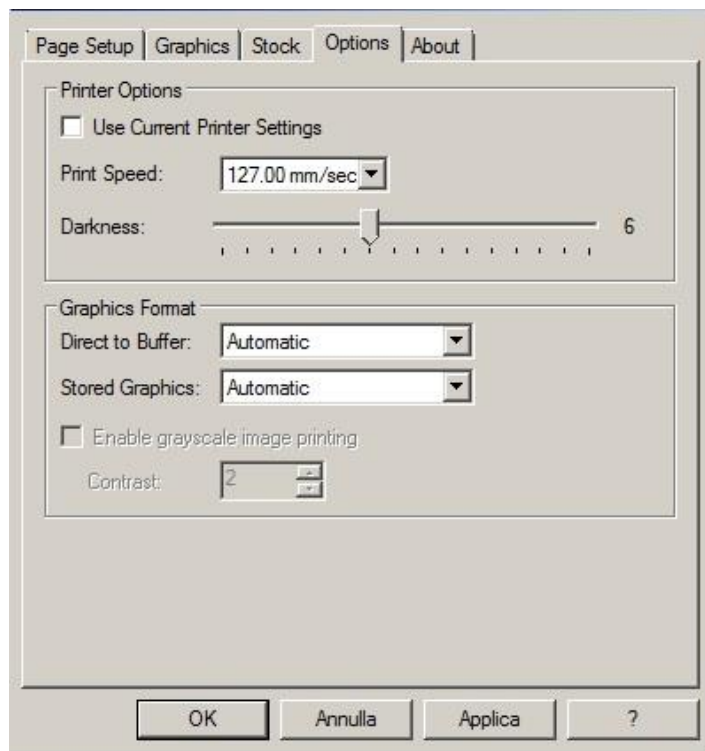 Page Setup Graphics Stock Options About
Printer Options
Use Current Printer Settings
Print Speed: 127.00 mm/sec
Darkness: 6
Graphics Format
Direct to Buffer: Automatic
Stored Graphics: Automatic
Enable grayscale image printing
Contrast: 2
OK Annulla Applica ?